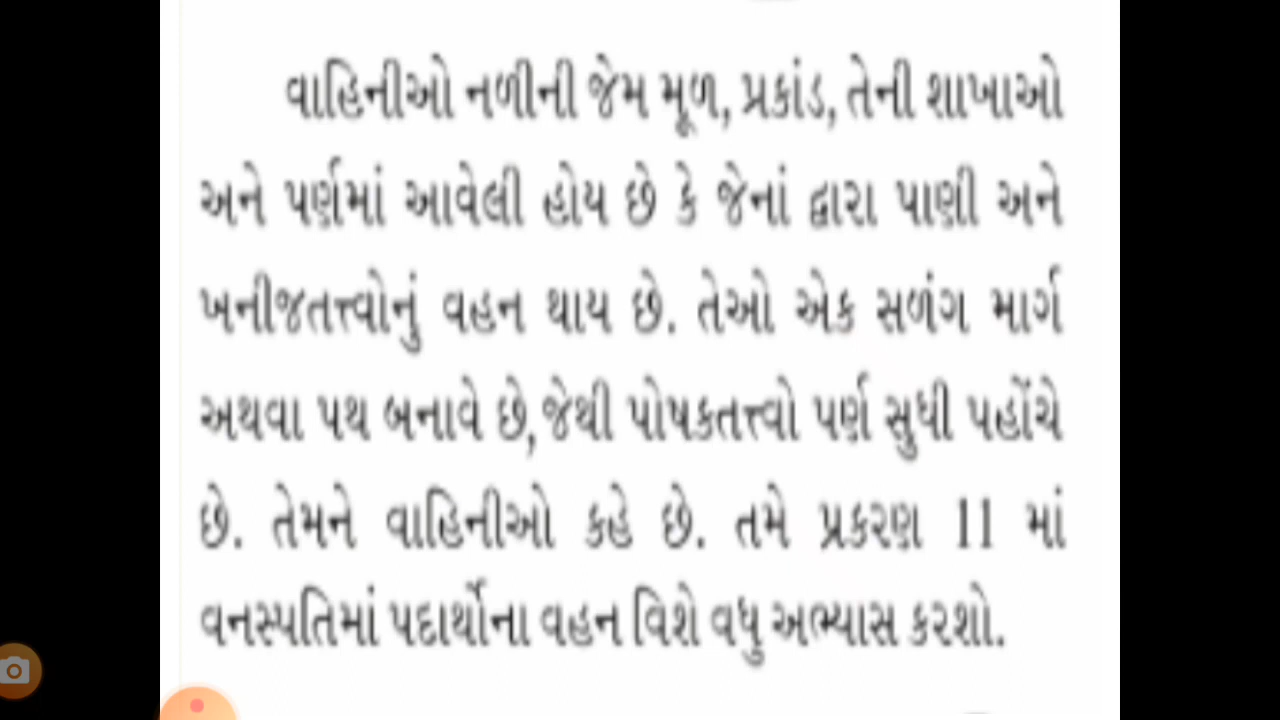 વાહિનીઓ નળીની જેમ મૂળ, પ્રકાંડ, તેની શાખાઓ
અને પર્ણમાં આવેલી હોય છે કે જેનાં દ્વારા પાણી અને
ખનીજતત્ત્વોનું વહન થાય છે. તેઓ એક સળંગ માર્ગ
અથવા પથ બનાવે છે,જેથી પોષકતત્ત્વો પર્ણ સુધી પહોંચે
છે. તેમને વાહિનીઓ કહે છે. તમે પ્રકરણ 11 માં
વનસ્પતિમાં પદાર્થોના વહન વિશે વધુ અભ્યાસ કરશો.